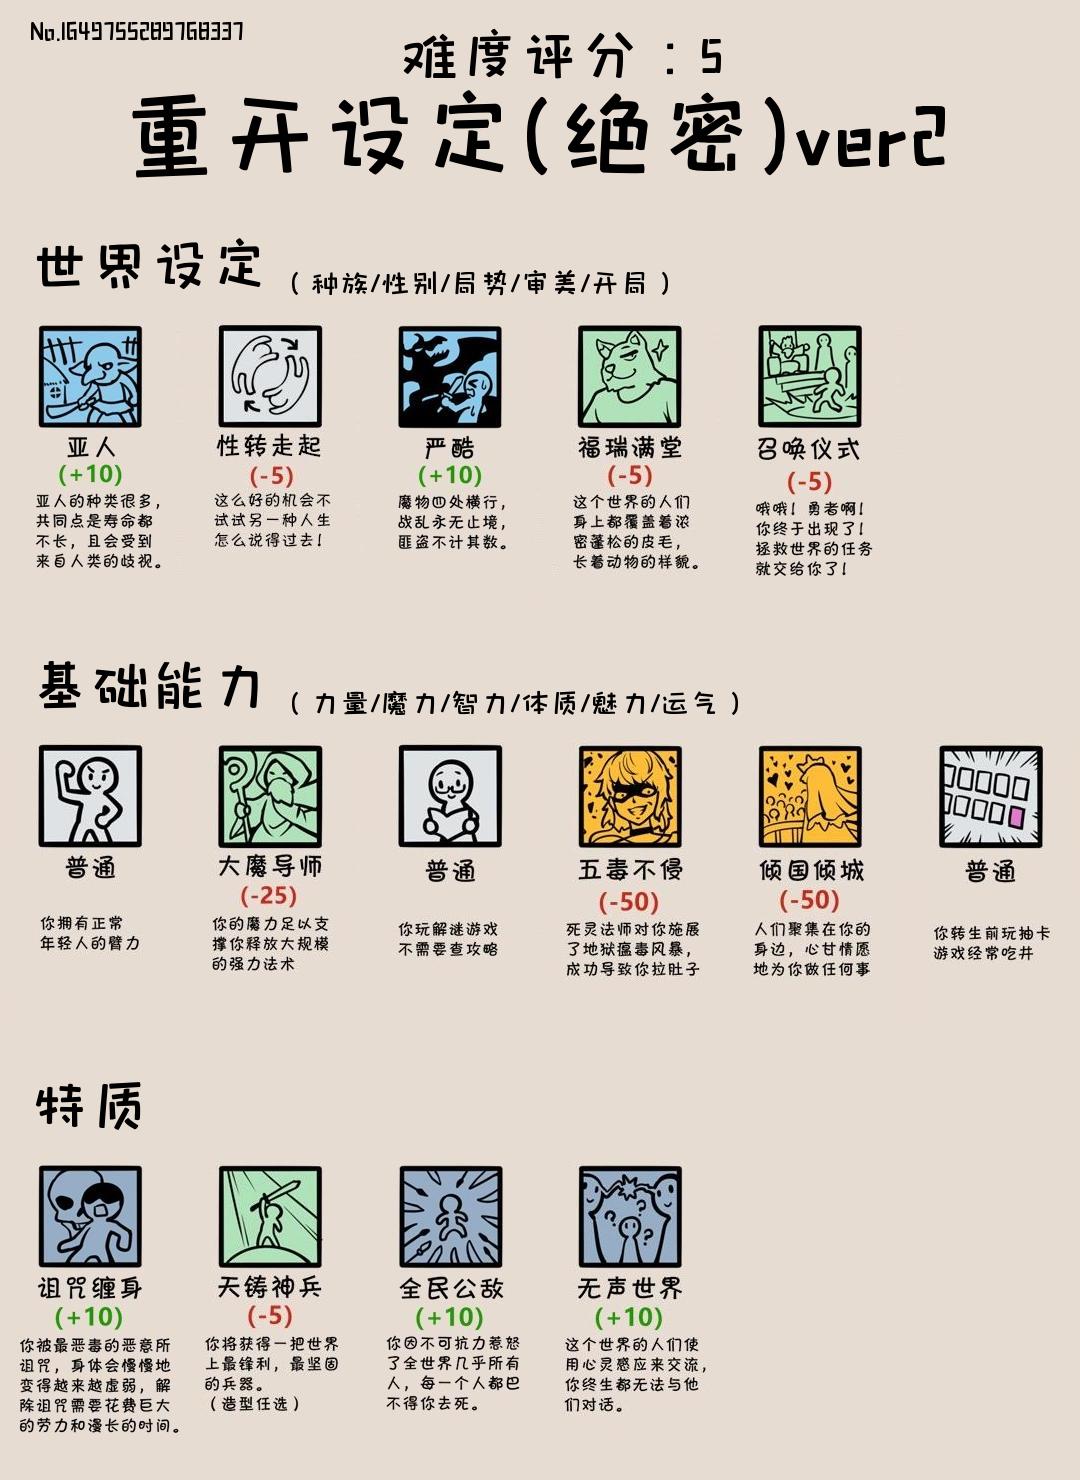 No.1649755289768337
难度评分:5
重开设定(绝密)ver2
世界设定 (种族/性别/局势/审美/开局)
亚人 性转走起 严酷 福瑞满堂 召唤仪式
(+10) (-5) (+10) (-5) (-5)
亚人的种类很多,
共同点是寿命都
不长,且会受到
来自人类的歧视。
这么好的机会不
试试另一种人生
怎么说得过去!
魔物四处横行,
战乱永无止境,
匪盗不计其数。
这个世界的人们
身上都覆盖着浓
密蓬松的皮毛,
长着动物的样貌。
哦哦!勇者啊!
你终于出现了!
拯救世界的任务
就交给你了!
基础能力 (力量/魔力/智力/体质/魅力/运气)
普通 大魔导师 普通 五毒不侵 倾国倾城 普通
(-25) (-50) (-50)
你拥有正常
年轻人的臂力
你的魔力足以支
撑你释放大规模
的强力法术
你玩解谜游戏
不需要查攻略
死灵法师对你施展
了地狱瘟毒风暴,
成功导致你拉肚子
人们聚集在你的
身边,心甘情愿
地为你做任何事
你转生前玩抽卡
游戏经常吃井
特质
诅咒缠身 天铸神兵 全民公敌 无声世界
(+10) (-5) (+10) (+10)
你被最恶毒的恶意所
诅咒,身体会慢慢地
变得越来越虚弱,解
除诅咒需要花费巨大
的劳力和漫长的时间。
你将获得一把世界
上最锋利,最坚固
的兵器。
(造型任选)
你因不可抗力惹怒
了全世界几乎所有
人,每一个人都巴
不得你去死。
这个世界的人们使
用心灵感应来交流,
你终生都无法与他
们对话。